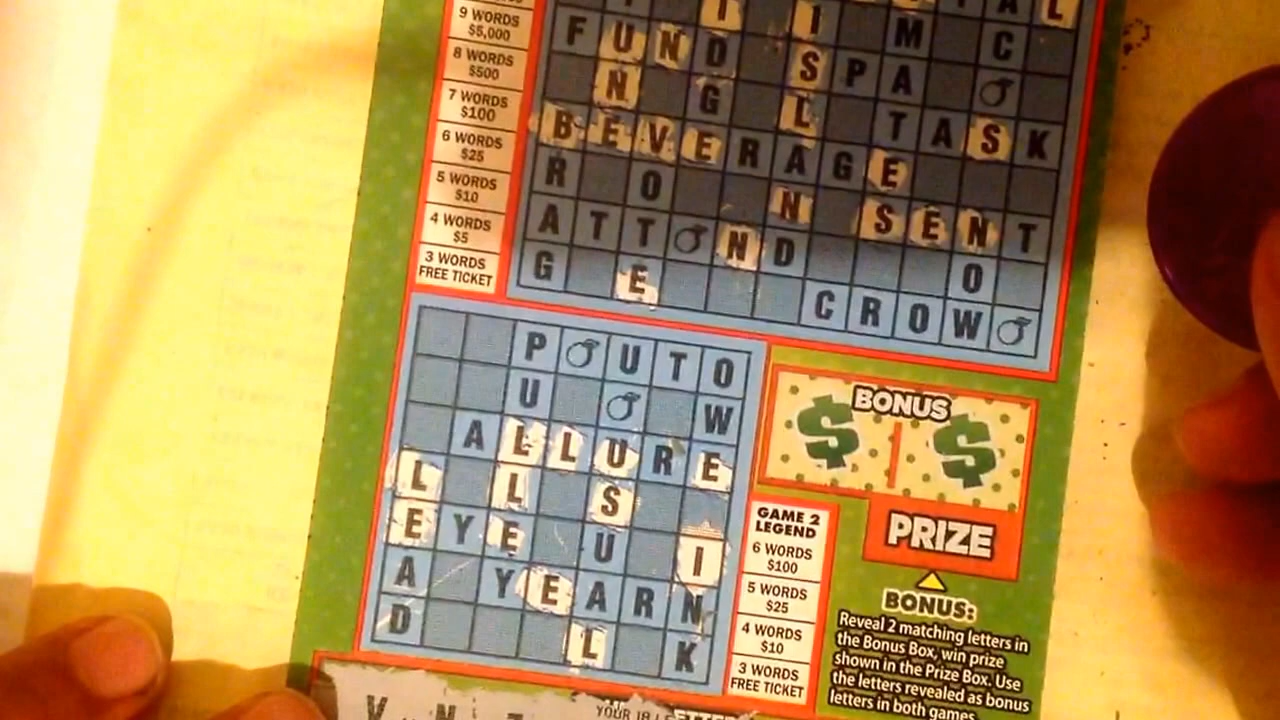 9 WORDS
$5,000
8 WORDS
$500
7 WORDS
$100
6 WORDS
$25
5 WORDS
$10
4 WORDS
$5
3 WORDS
FREE TICKET
A L
I I M C
F U N D S P A
N G L T A S K
B E V E R A G E
R O N S E N T
A T T N D O
G E C R O W
P U T O
U W
A L L U R E
L L S
E Y E U I
A Y E A R N
D L K
BONUS
$ $
PRIZE
GAME 2
LEGEND
6 WORDS
$100
5 WORDS
$25
4 WORDS
$10
3 WORDS
FREE TICKET
BONUS:
Reveal 2 matching letters in
the Bonus Box, win prize
shown in the Prize Box. Use
the letters revealed as bonus
letters in both games.
V N
YOUR 18 LETTERS